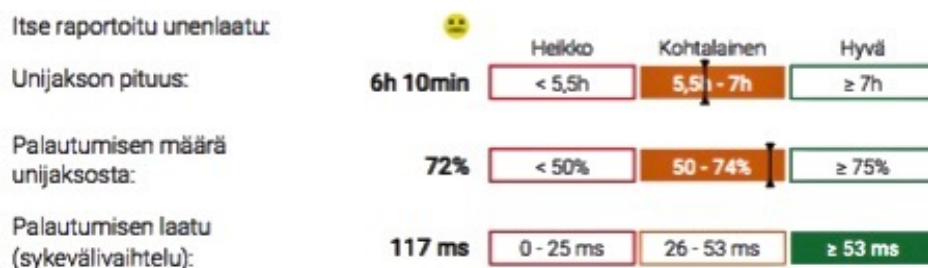 Itse raportoitu unenlaatu:
Heikko Kohtalainen Hyvä
Unijakson pituus: 6h 10min < 5,5h 5,5h - 7h ≥ 7h
Palautumisen määrä
unijaksosta: 72% < 50% 50 - 74% ≥ 75%
Palautumisen laatu
(sykevälivaihtelu): 117 ms 0 - 25 ms 26 - 53 ms ≥ 53 ms